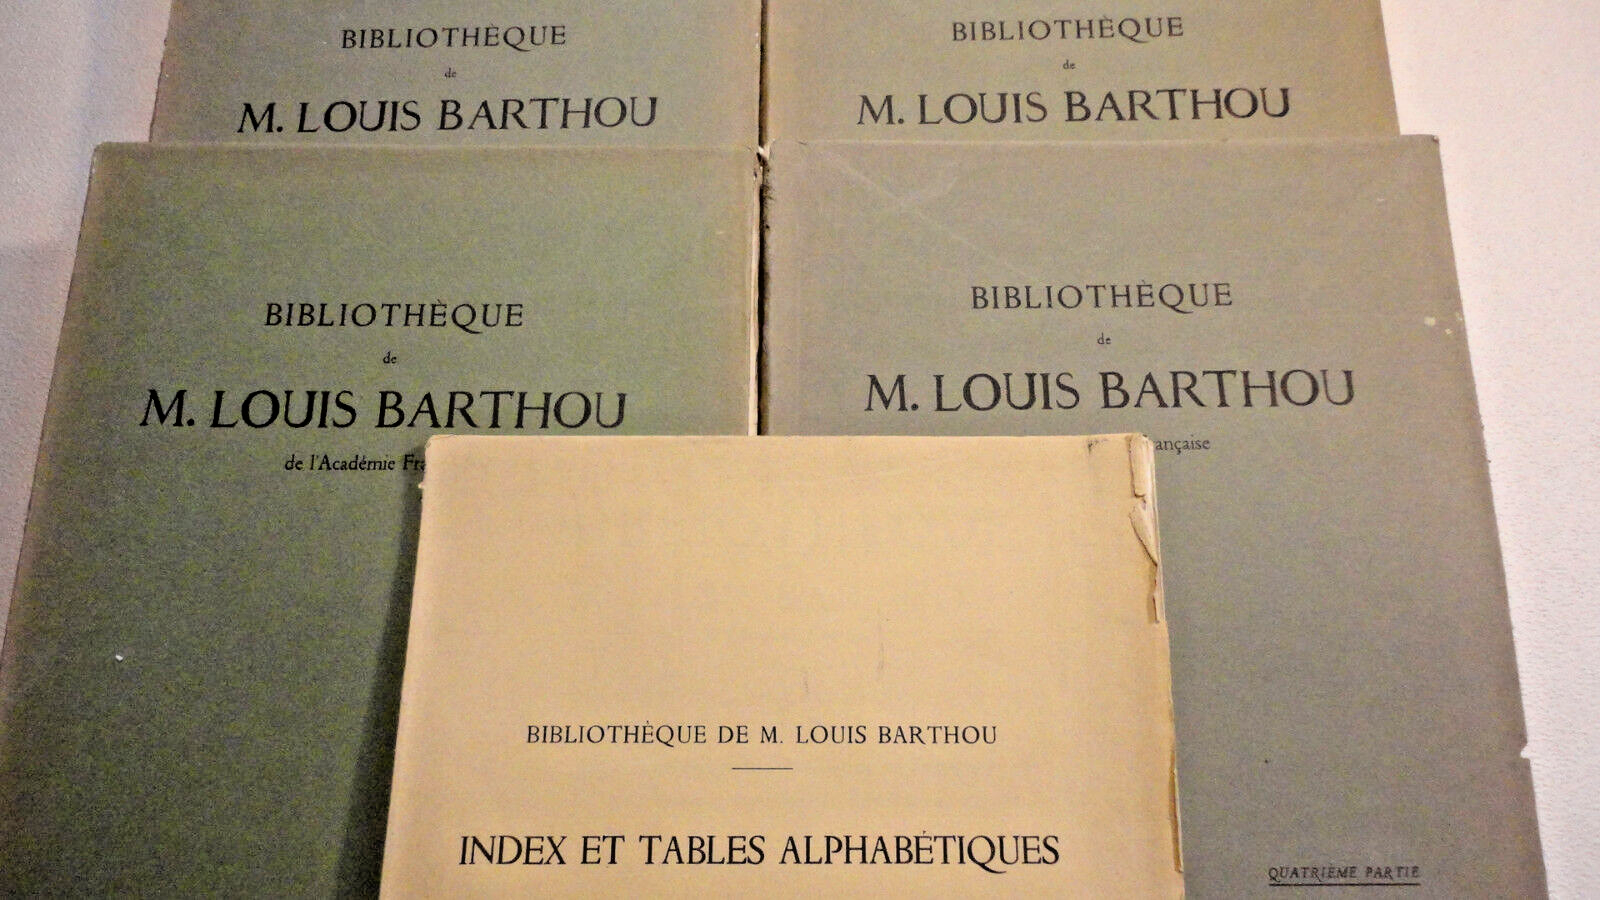 BIBLIOTHÈQUE
de
M. LOUIS BARTHOU
BIBLIOTHÈQUE
de
M. LOUIS BARTHOU
BIBLIOTHÈQUE
de
M. LOUIS BARTHOU
de l'Académie Fra
BIBLIOTHÈQUE
de
M. LOUIS BARTHOU
ançaise
QUATRIÈME PARTIE
BIBLIOTHÈQUE DE M. LOUIS BARTHOU
INDEX ET TABLES ALPHABÉTIQUES